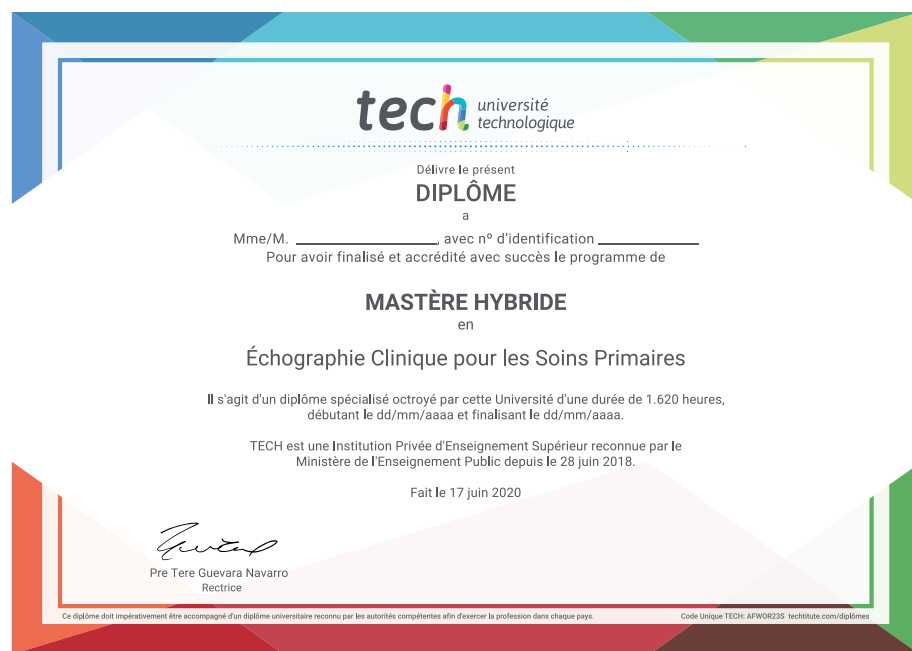 tech université
technologique
Délivre le présent
DIPLÔME
a
Mme/M. ____________________, avec nº d'identification ______________
Pour avoir finalisé et accrédité avec succès le programme de
MASTÈRE HYBRIDE
en
Échographie Clinique pour les Soins Primaires
Il s'agit d'un diplôme spécialisé octroyé par cette Université d'une durée de 1.620 heures,
débutant le dd/mm/aaaa et finalisant le dd/mm/aaaa.
TECH est une Institution Privée d'Enseignement Supérieur reconnue par le
Ministère de l'Enseignement Public depuis le 28 juin 2018.
Fait le 17 juin 2020
Pre Tere Guevara Navarro
Rectrice
Ce diplôme doit impérativement être accompagné d'un diplôme universitaire reconnu par les autorités compétentes afin d'exercer la profession dans chaque pays.
Code Unique TECH: AFWOR23S techtitute.com/diplômes